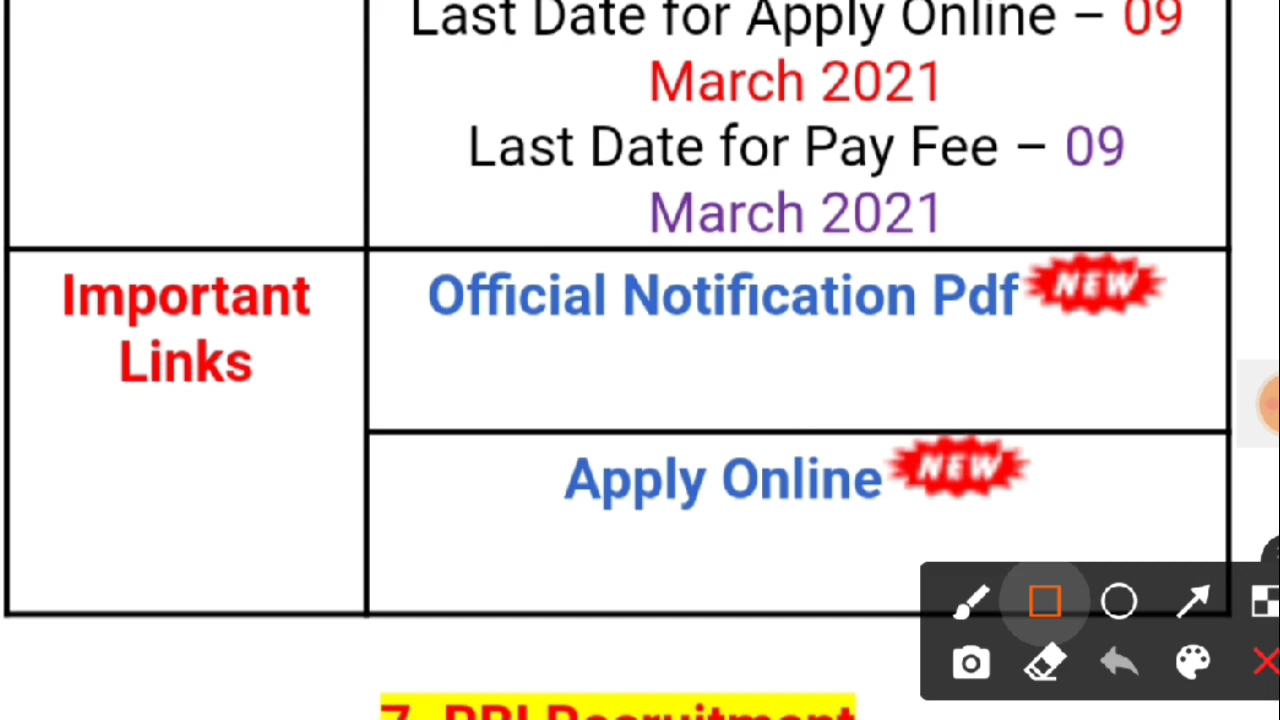 Last Date for Apply Online – 09
March 2021
Last Date for Pay Fee – 09
March 2021
Important
Links
Official Notification Pdf NEW
Apply Online NEW
Recruitment